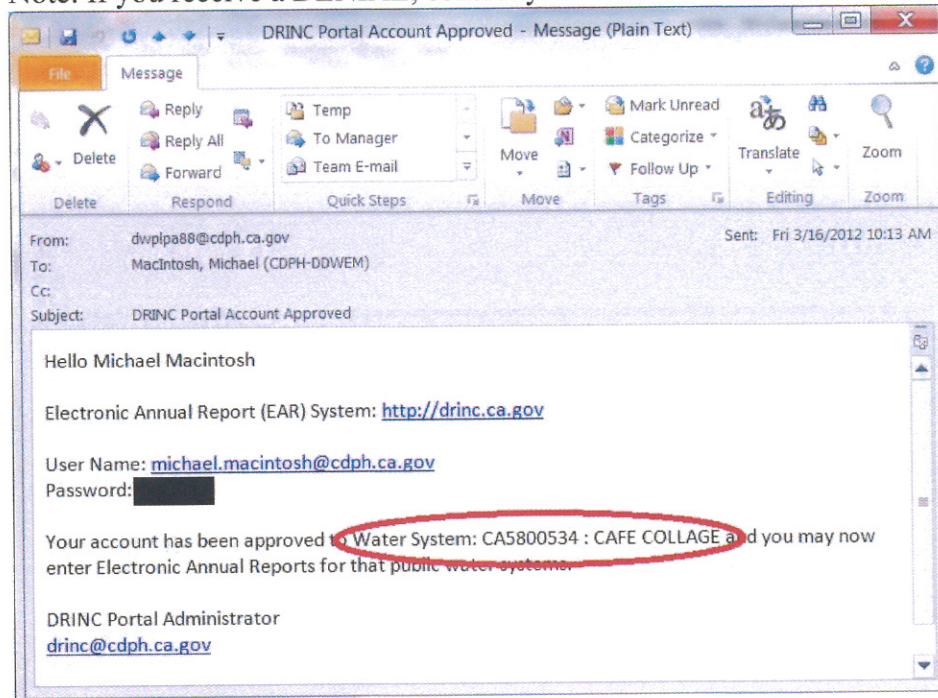 Note: If you receive a
DRINC Portal Account Approved - Message (Plain Text)
File Message
Reply Temp Mark Unread
Reply All To Manager Categorize
Delete Forward Team E-mail Move Follow Up Translate Zoom
Delete Respond Quick Steps Move Tags Editing Zoom
From: dwplpa88@cdph.ca.gov Sent: Fri 3/16/2012 10:13 AM
To: MacIntosh, Michael (CDPH-DDWEM)
Cc:
Subject: DRINC Portal Account Approved
Hello Michael Macintosh
Electronic Annual Report (EAR) System: http://drinc.ca.gov
User Name: michael.macintosh@cdph.ca.gov
Password:
Your account has been approved to Water System: CA5800534 : CAFE COLLAGE and you may now
enter Electronic Annual Reports for that public water systems.
DRINC Portal Administrator
drinc@cdph.ca.gov